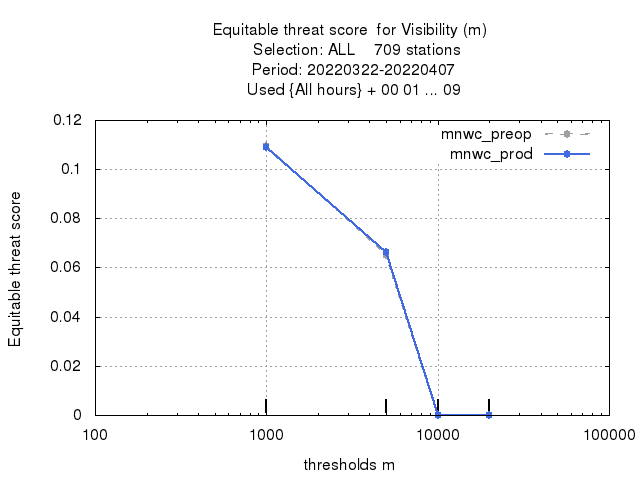 Equitable threat score  for Visibility (m)
Selection: ALL    709 stations
Period: 20220322-20220407
Used {All hours} + 00 01 ... 09
mnwc_preop
mnwc_prod
Equitable threat score
0.12
0.1
0.08
0.06
0.04
0.02
0
100
1000
10000
100000
thresholds m